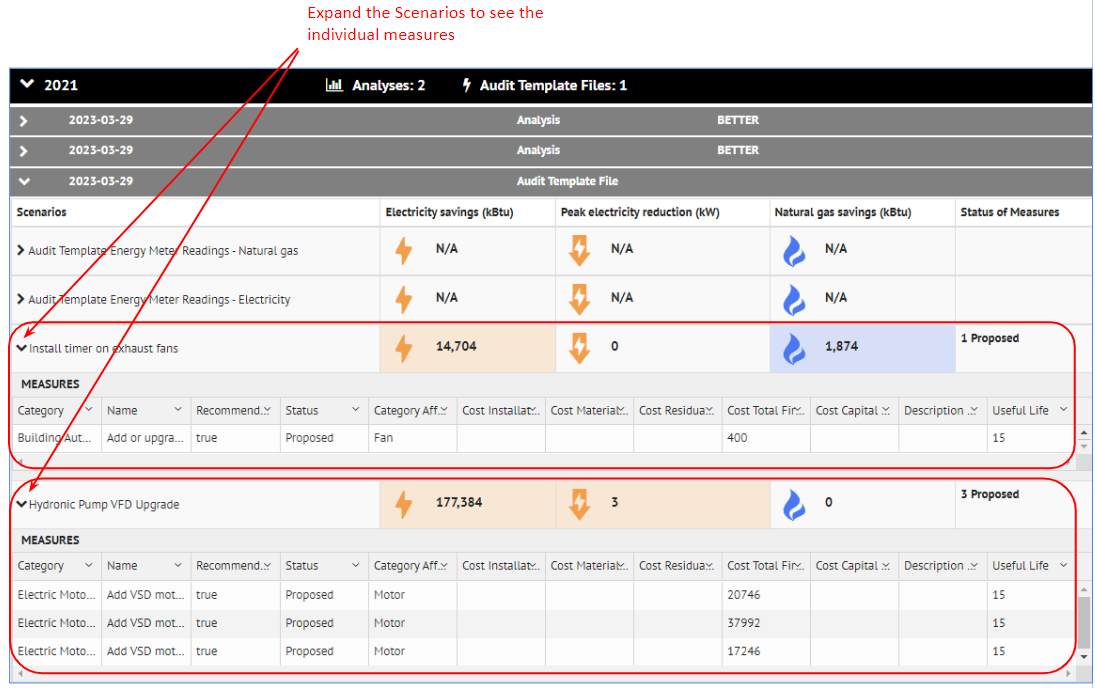 Expand the Scenarios to see the
individual measures
2021 Analyses: 2 Audit Template Files: 1
2023-03-29 Analysis BETTER
2023-03-29 Analysis BETTER
2023-03-29 Audit Template File
Scenarios Electricity savings (kBtu) Peak electricity reduction (kW) Natural gas savings (kBtu) Status of Measures
Audit Template Energy Meter Readings - Natural gas N/A N/A N/A
Audit Template Energy Meter Readings - Electricity N/A N/A N/A
Install timer on exhaust fans 14,704 0 1,874 1 Proposed
MEASURES
Category Name Recommend... Status Category Aff... Cost Installat... Cost Material... Cost Residua... Cost Total Fir... Cost Capital ... Description ... Useful Life
Building Aut... Add or upgra... true Proposed Fan 400 15
Hydronic Pump VFD Upgrade 177,384 3 0 3 Proposed
MEASURES
Category Name Recommend... Status Category Aff... Cost Installat... Cost Material... Cost Residua... Cost Total Fir... Cost Capital ... Description ... Useful Life
Electric Moto... Add VSD mot... true Proposed Motor 20746 15
Electric Moto... Add VSD mot... true Proposed Motor 37992 15
Electric Moto... Add VSD mot... true Proposed Motor 17246 15